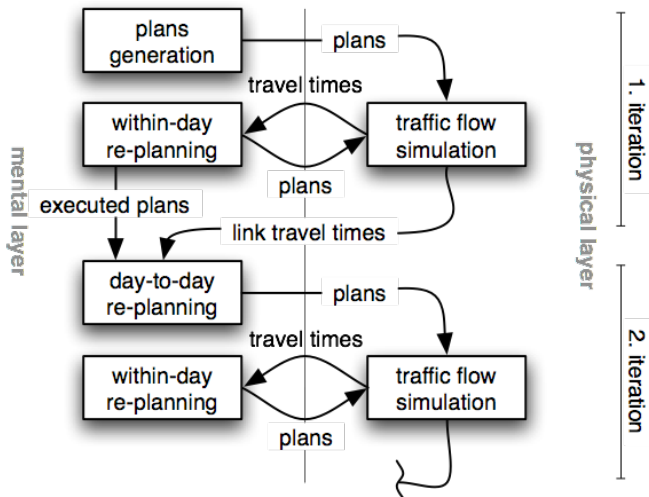 plans
generation
plans
travel times
within-day
re-planning
traffic flow
simulation
plans
executed plans
link travel times
day-to-day
re-planning
plans
travel times
within-day
re-planning
traffic flow
simulation
plans
mental layer
physical layer
1. iteration
2. iteration